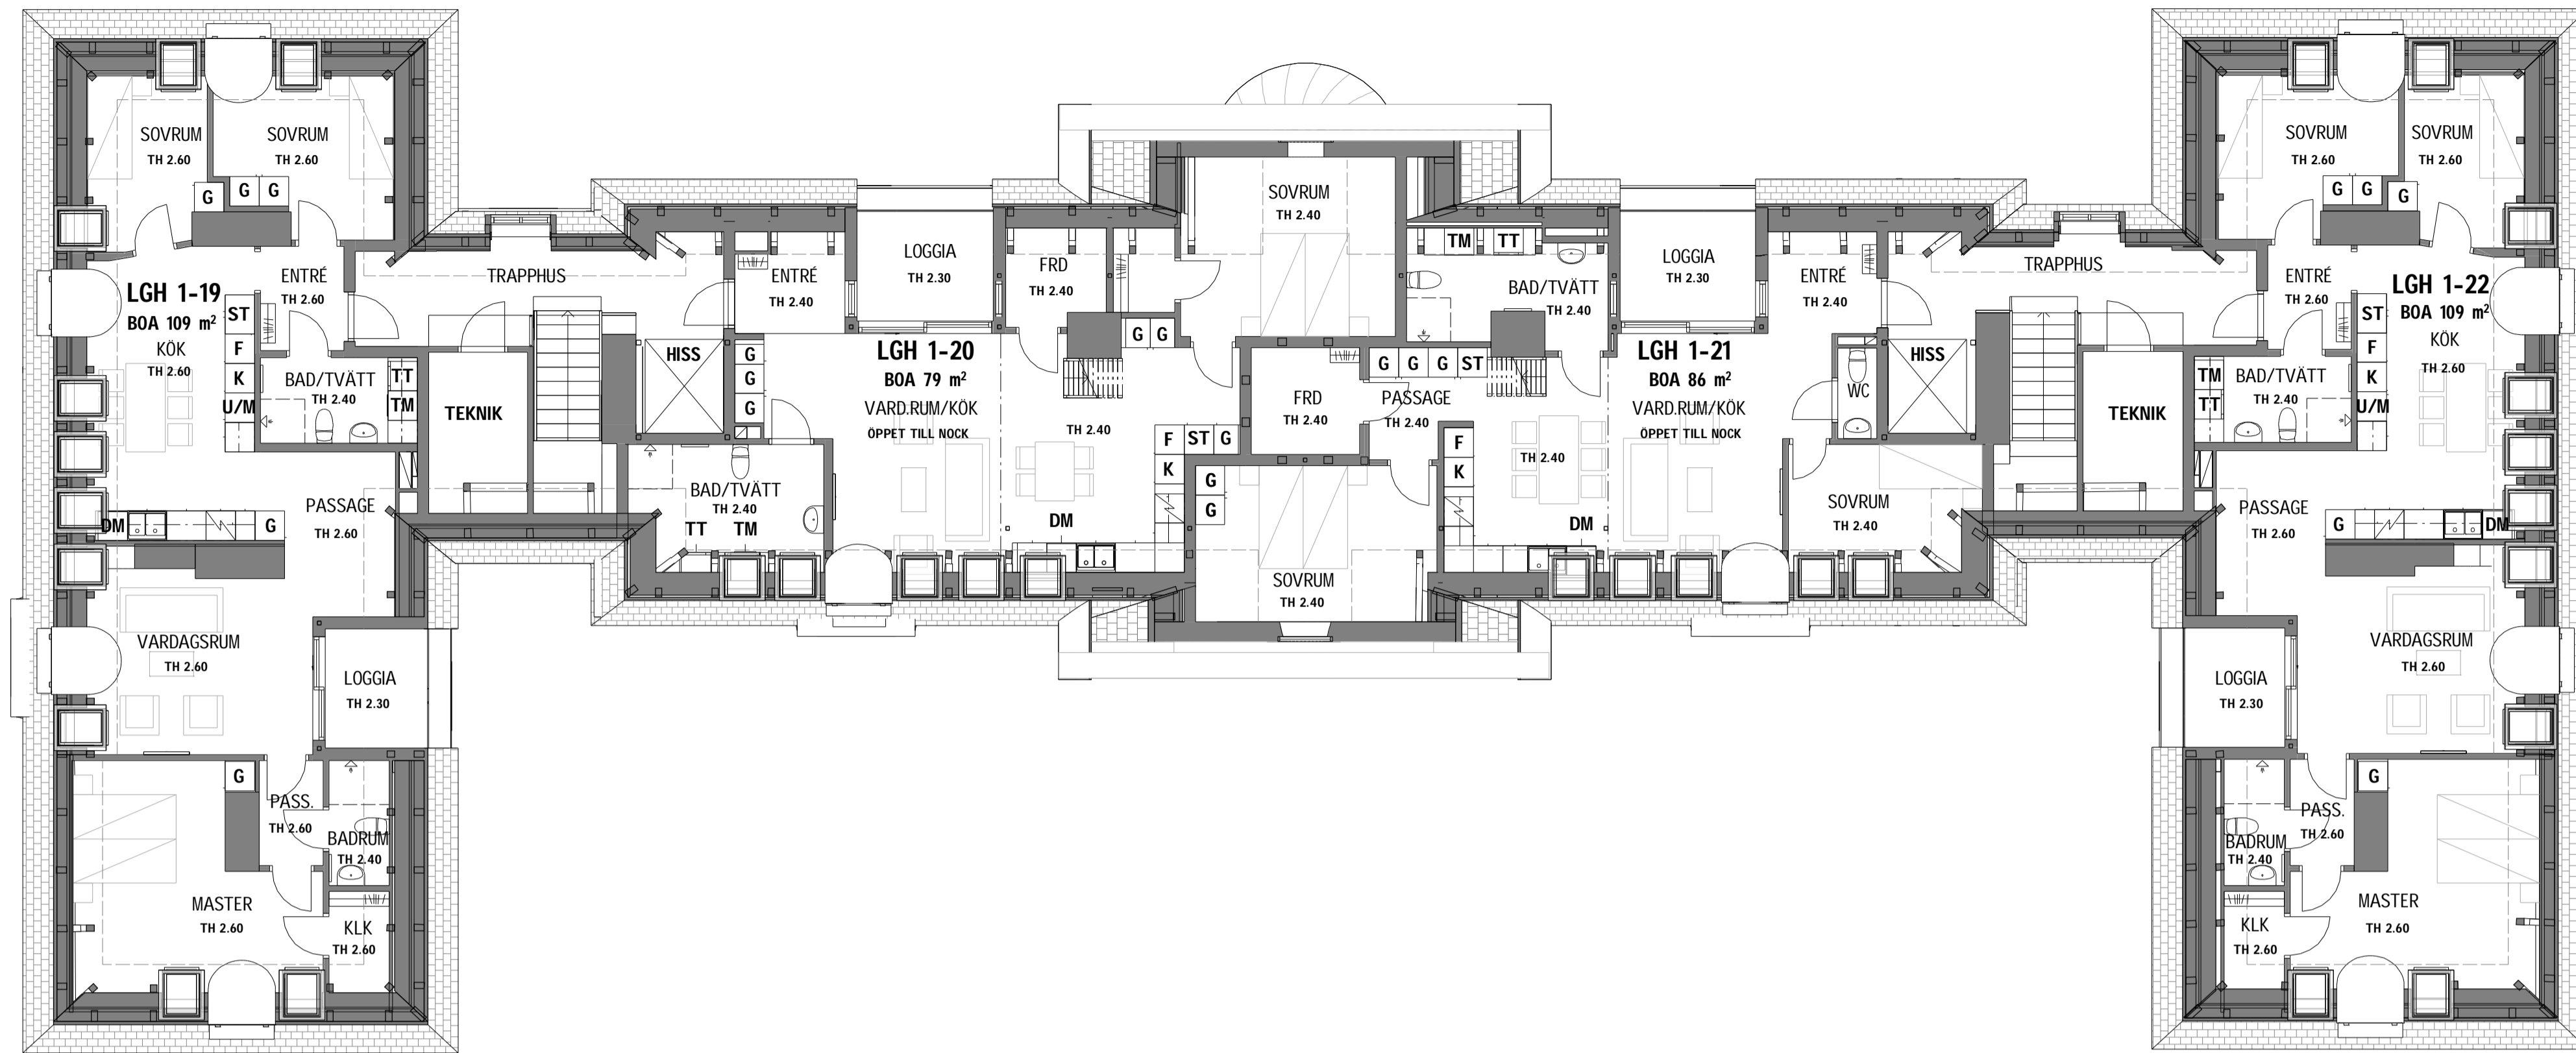 SOVRUM
TH 2.60
SOVRUM
TH 2.60
G
G G
LGH 1-19
BOA 109 m²
KÖK
TH 2.60
ENTRÉ
TH 2.60
ST
F
K
U/M
BAD/TVÄTT
TH 2.40
TT
TM
TRAPPHUS
TEKNIK
HISS
PASSAGE
TH 2.60
DM
G
VARDAGSRUM
TH 2.60
LOGGIA
TH 2.30
G
PASS.
TH 2.60
BADRUM
TH 2.40
MASTER
TH 2.60
KLK
TH 2.60
ENTRÉ
TH 2.40
LOGGIA
TH 2.30
FRD
TH 2.40
G G
G
G
G
LGH 1-20
BOA 79 m²
VARD.RUM/KÖK
ÖPPET TILL NOCK
TH 2.40
F ST G
K
BAD/TVÄTT
TH 2.40
TT TM
DM
SOVRUM
TH 2.40
FRD
TH 2.40
G
G
SOVRUM
TH 2.40
TM TT
BAD/TVÄTT
TH 2.40
G G G ST
PASSAGE
TH 2.40
F
K
TH 2.40
DM
LOGGIA
TH 2.30
LGH 1-21
BOA 86 m²
VARD.RUM/KÖK
ÖPPET TILL NOCK
ENTRÉ
TH 2.40
WC
HISS
SOVRUM
TH 2.40
TRAPPHUS
TEKNIK
SOVRUM
TH 2.60
SOVRUM
TH 2.60
G G
G
ENTRÉ
TH 2.60
LGH 1-22
BOA 109 m²
KÖK
TH 2.60
ST
F
K
U/M
TM
TT
BAD/TVÄTT
TH 2.40
PASSAGE
TH 2.60
G
DM
VARDAGSRUM
TH 2.60
LOGGIA
TH 2.30
G
PASS.
TH 2.60
BADRUM
TH 2.40
MASTER
TH 2.60
KLK
TH 2.60